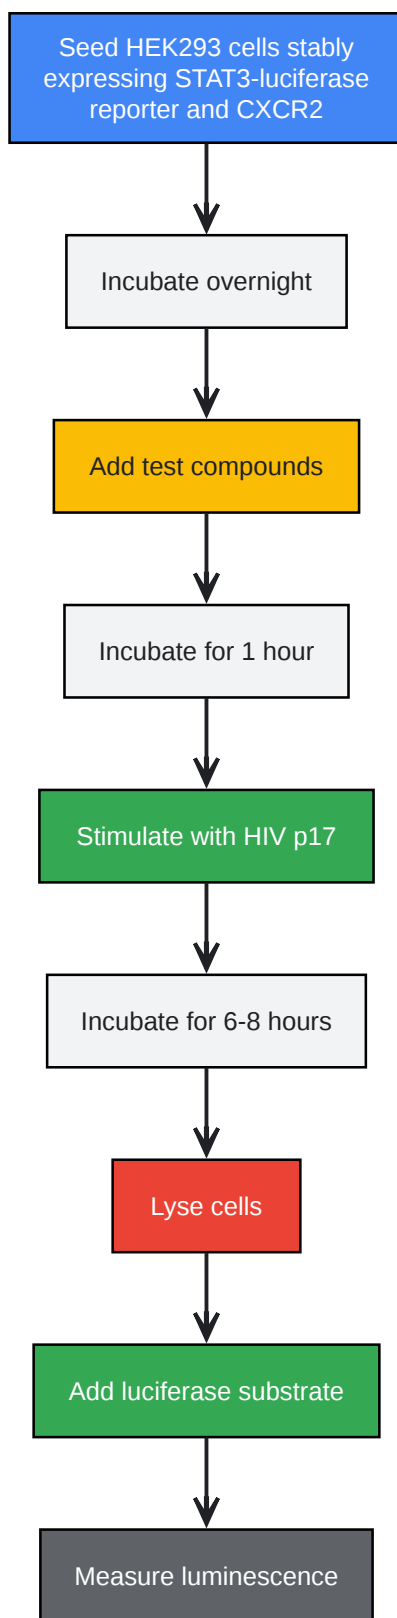 Seed HEK293 cells stably
expressing STAT3-luciferase
reporter and CXCR2
Incubate overnight
Add test compounds
Incubate for 1 hour
Stimulate with HIV p17
Incubate for 6-8 hours
Lyse cells
Add luciferase substrate
Measure luminescence